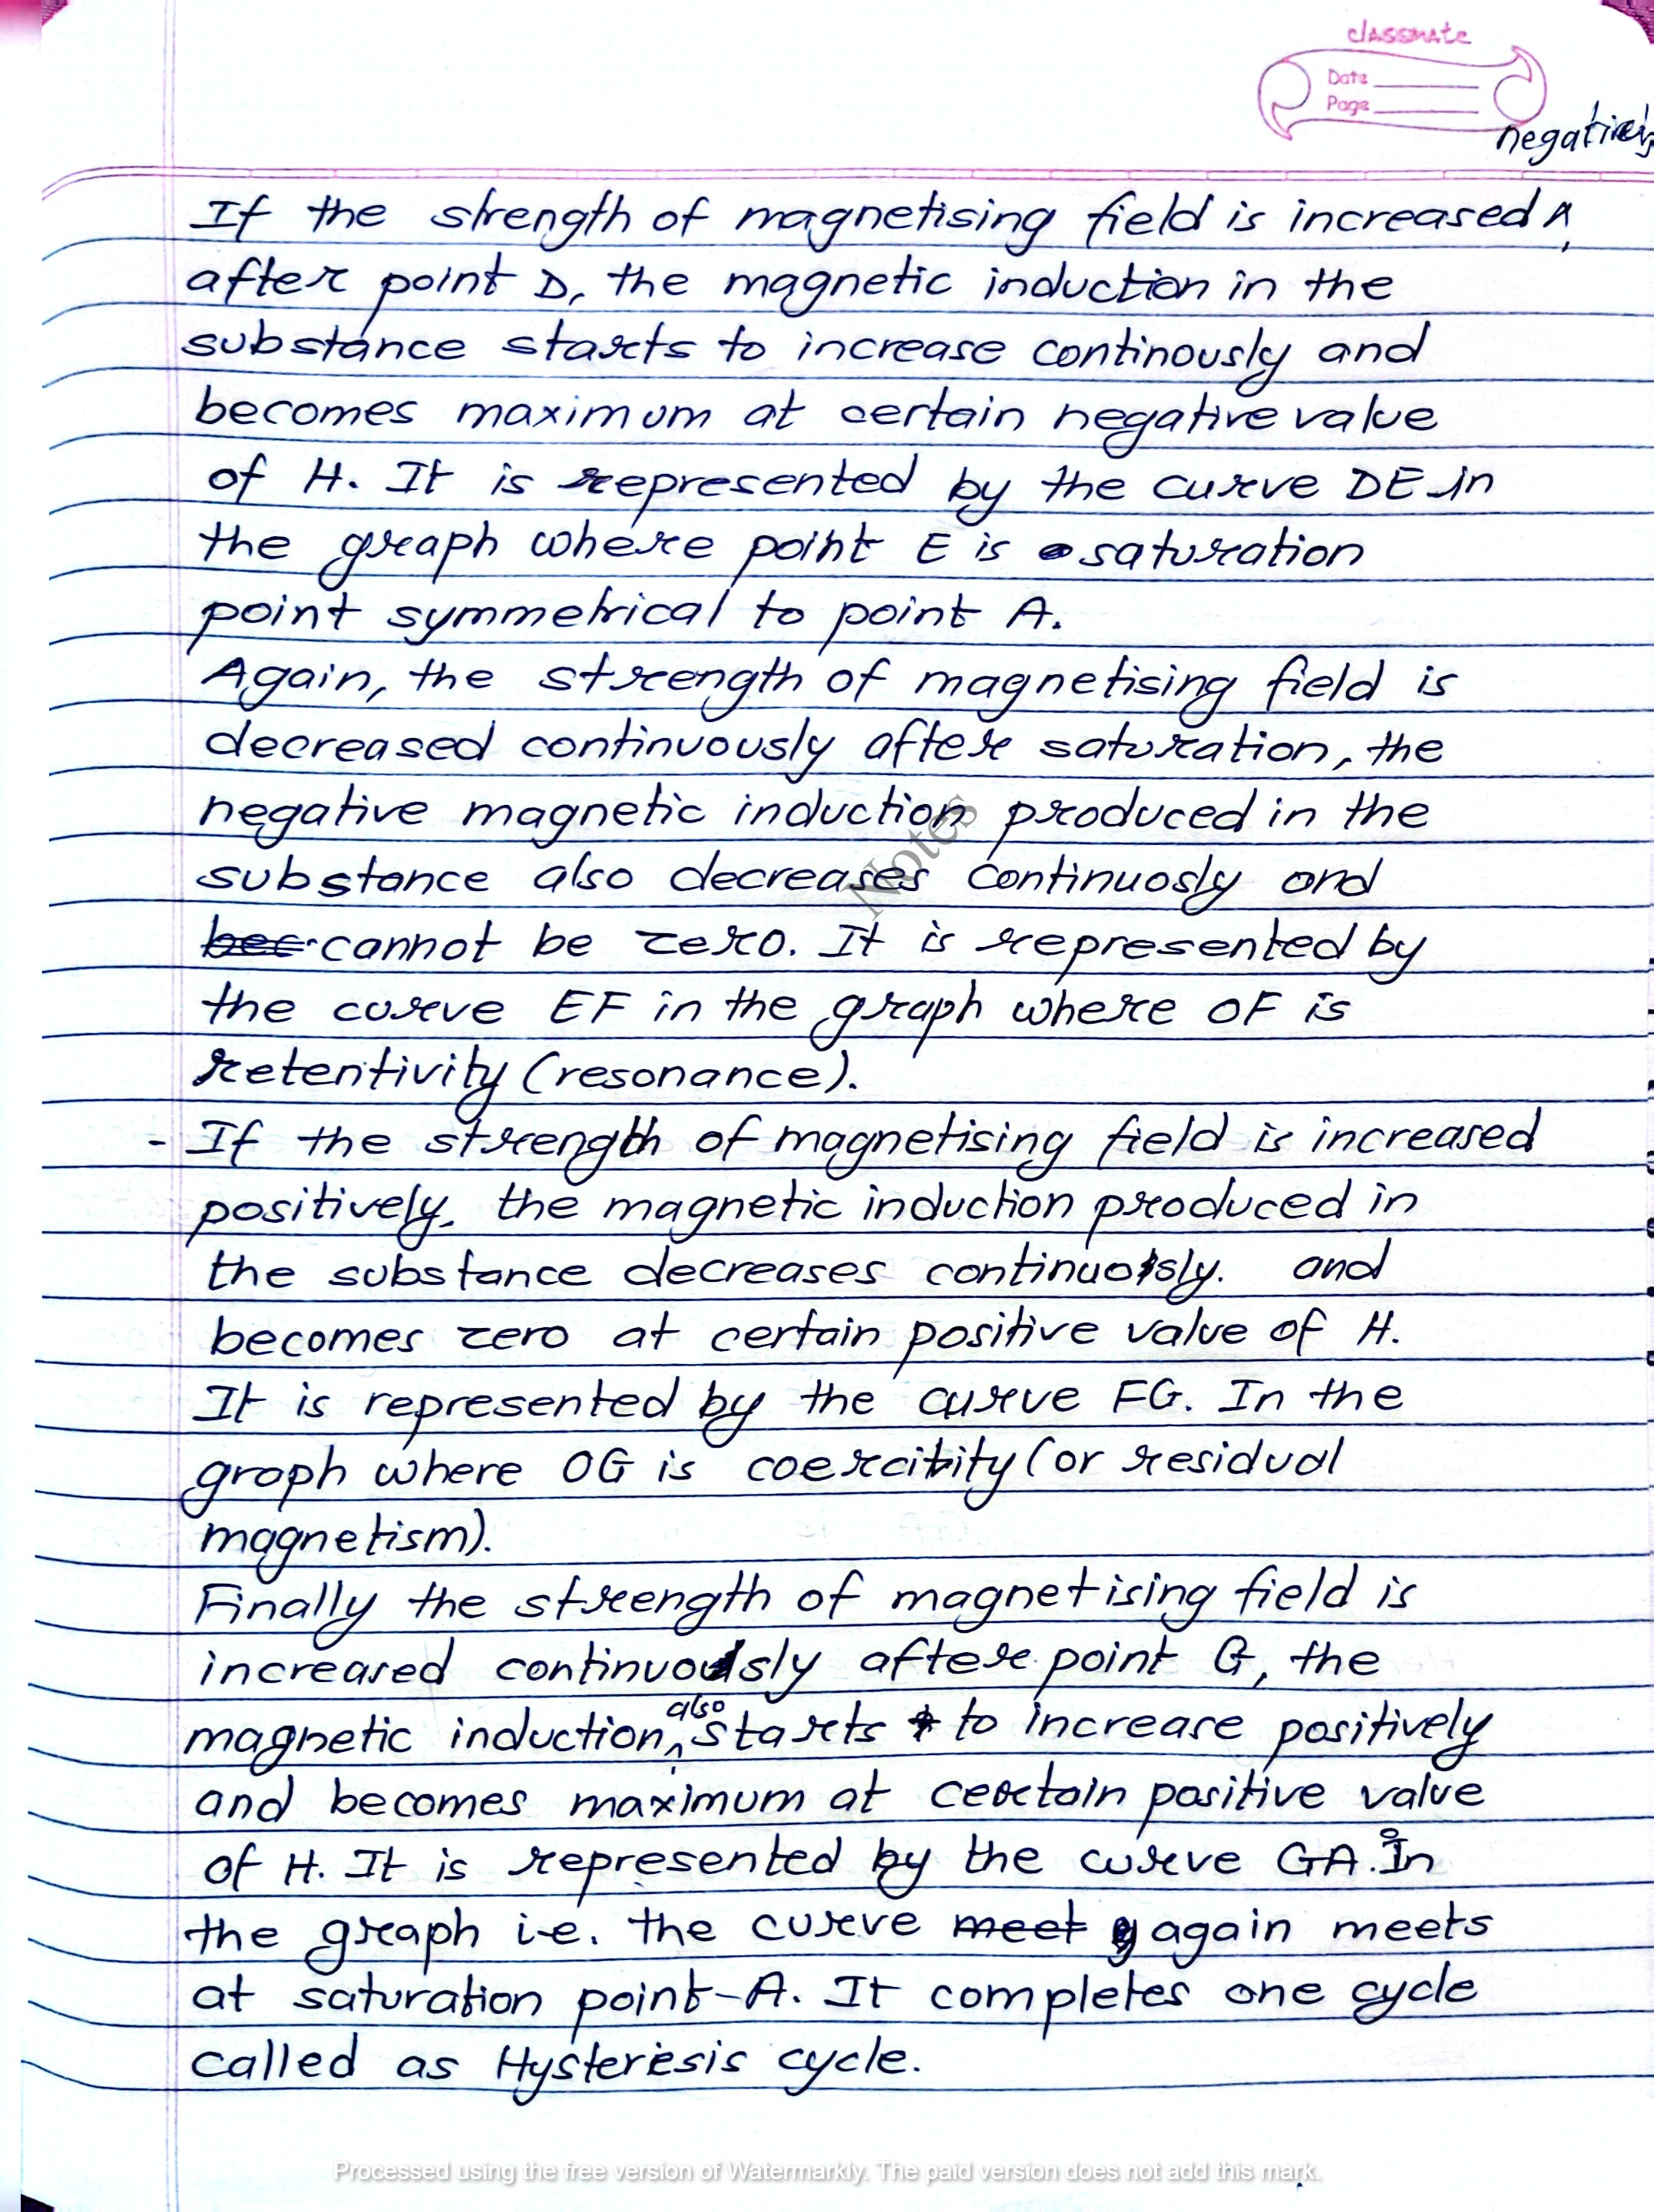 classmate
Date
Page
negatively
If the strength of magnetising field is increased ^
after point D, the magnetic induction in the
substance starts to increase continously and
becomes maximum at certain negative value
of H. It is represented by the curve DE in
the graph where point E is saturation
point symmetrical to point A.
Again, the strength of magnetising field is
decreased continuously after saturation, the
negative magnetic induction produced in the
Notes
substance also decreases continuosly and
bec cannot be zero. It is represented by
the curve EF in the graph where OF is
retentivity (resonance).
- If the strength of magnetising field is increased
positively, the magnetic induction produced in
the substance decreases continuously. and
becomes zero at certain positive value of H.
It is represented by the curve FG. In the
graph where OG is coercibity (or residual
magnetism).
Finally the strength of magnetising field is
increased continuously after point G, the
also
magnetic induction ^ starts to increase positively
and becomes maximum at certain positive value
of H. It is represented by the curve GA. In
the graph i.e. the curve meet again meets
at saturation point-A. It completes one cycle
called as Hysteresis cycle.
Processed using the free version of Watermarkly. The paid version does not add this mark.